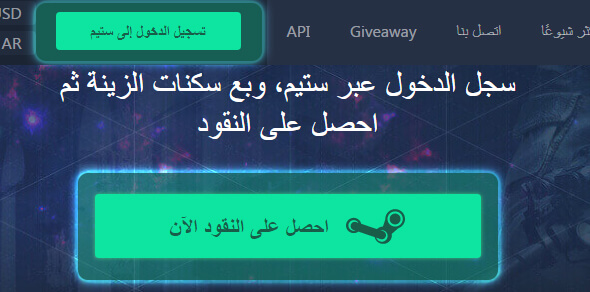 USD
AR
تسجيل الدخول إلى ستيم
API
Giveaway
اتصل بنا
سجل الدخول عبر ستيم، وبع سكنات الزينة ثم
احصل على النقود
احصل على النقود الآن